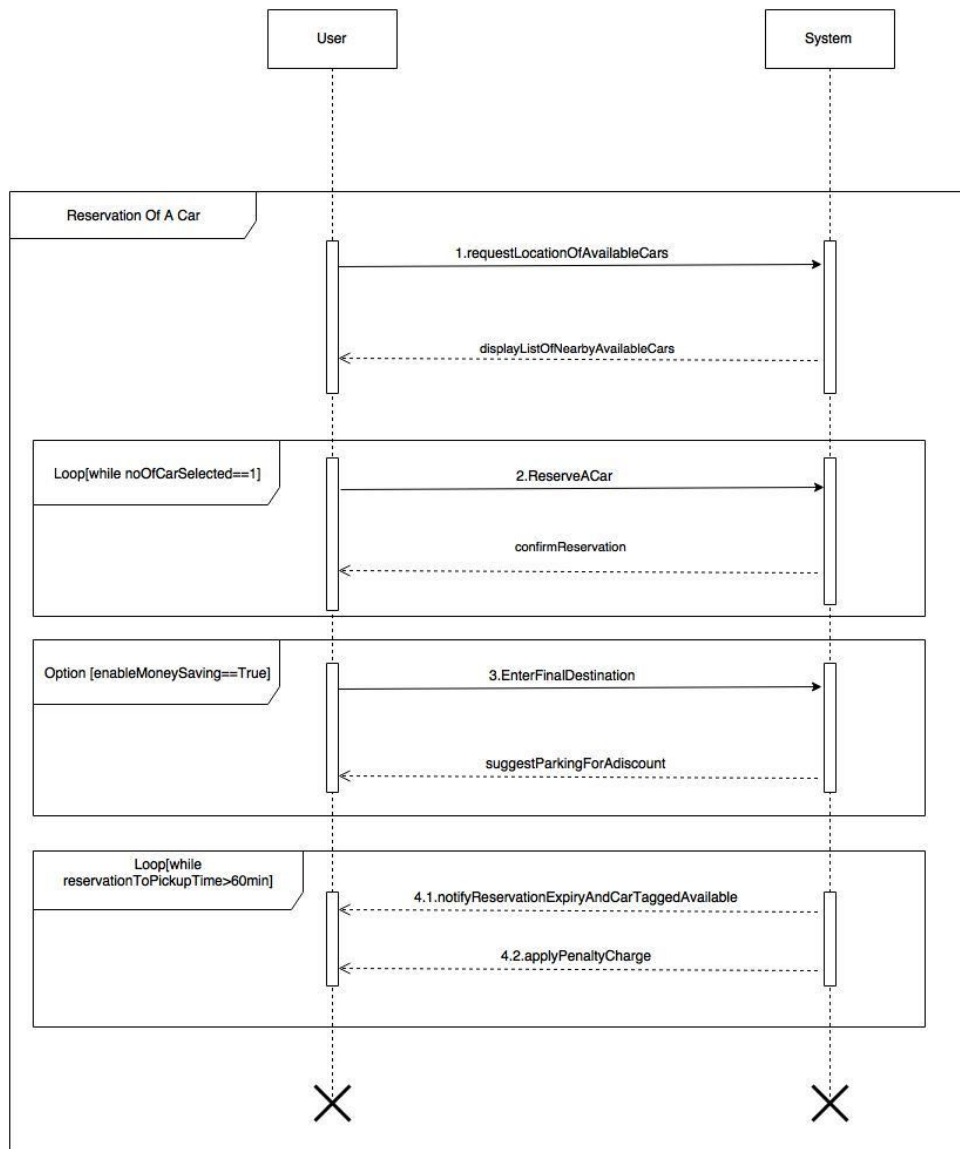 User
System
Reservation Of A Car
1.requestLocationOfAvailableCars
displayListOfNearbyAvailableCars
Loop[while noOfCarSelected==1]
2.ReserveACar
confirmReservation
Option [enableMoneySaving==True]
3.EnterFinalDestination
suggestParkingForAdiscount
Loop[while
reservationToPickupTime>60min]
4.1.notifyReservationExpiryAndCarTaggedAvailable
4.2.applyPenaltyCharge